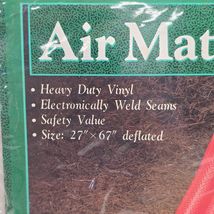 Air Mat
• Heavy Duty Vinyl
• Electronically Weld Seams
• Safety Value
• Size: 27"×67" deflated